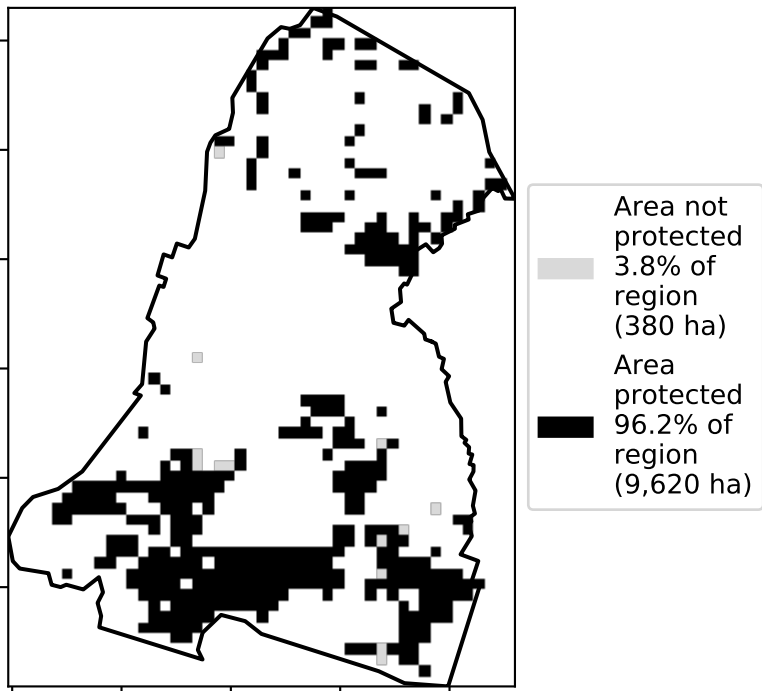 Area not
protected
3.8% of
region
(380 ha)
Area
protected
96.2% of
region
(9,620 ha)